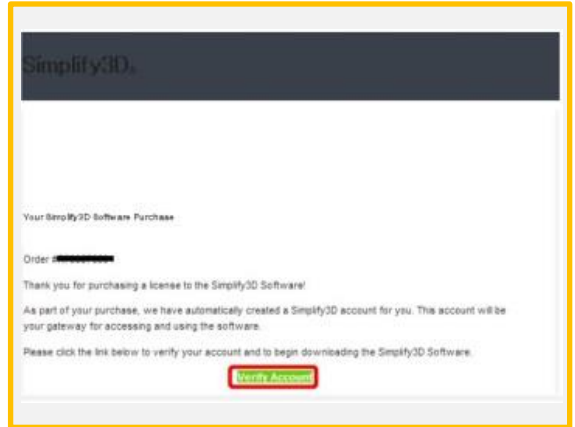 Simplify3D.
Your Simplify3D Software Purchase
Order #
Thank you for purchasing a license to the Simplify3D Software!
As part of your purchase, we have automatically created a Simplify3D account for you. This account will be
your gateway for accessing and using the software.
Please click the link below to verify your account and to begin downloading the Simplify3D Software.
Verify Account